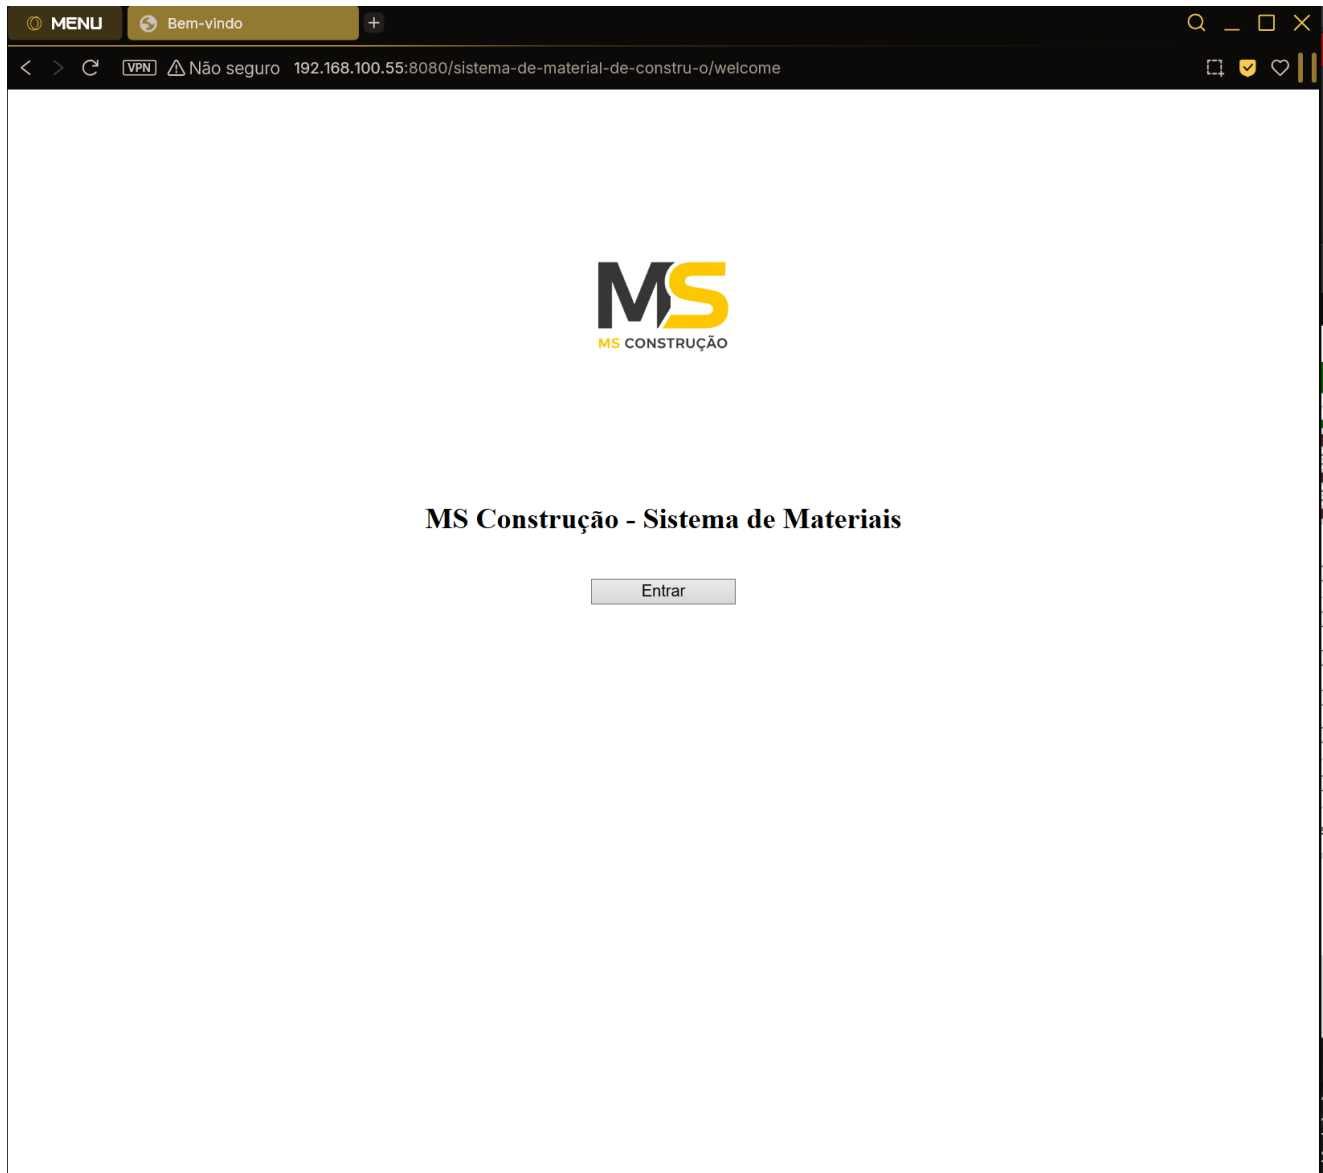 MENU Bem-vindo
VPN Não seguro 192.168.100.55:8080/sistema-de-material-de-constru-o/welcome
MS
MS CONSTRUÇÃO
MS Construção - Sistema de Materiais
Entrar